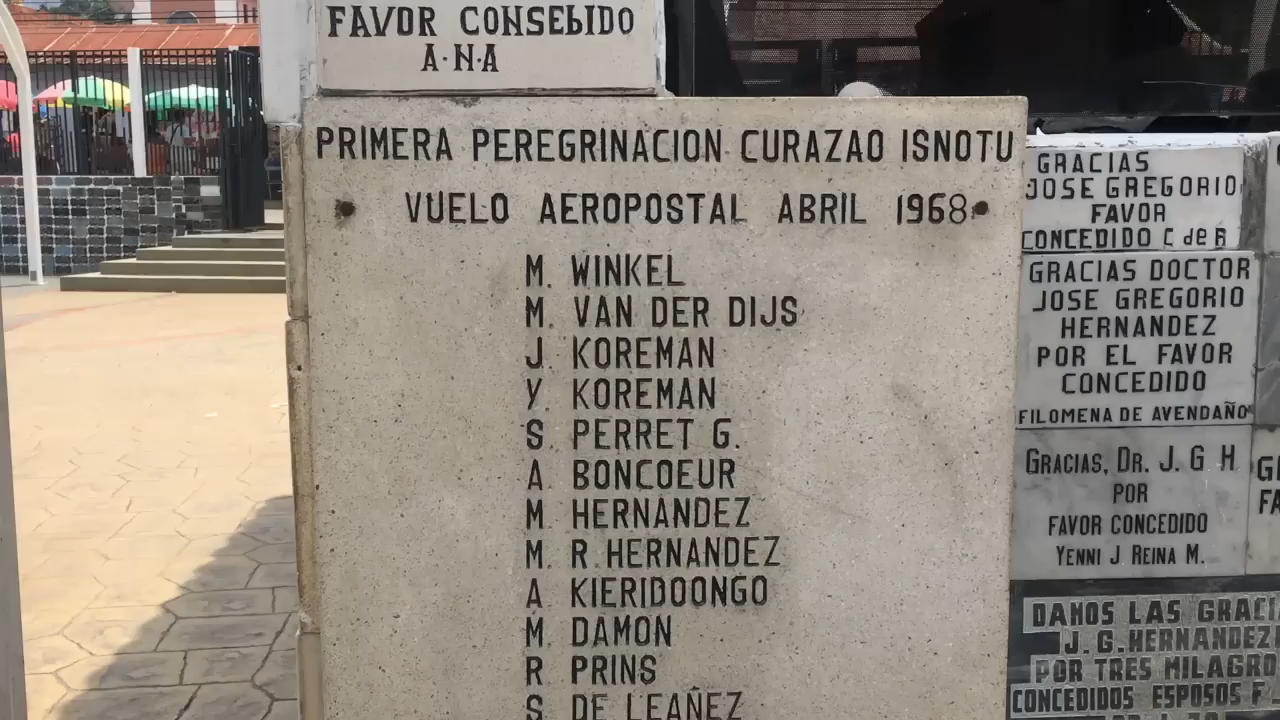 FAVOR CONSEBIDO
A·N·A
PRIMERA PEREGRINACION CURAZAO ISNOTU
VUELO AEROPOSTAL ABRIL 1968
M. WINKEL
M. VAN DER DIJS
J. KOREMAN
Y. KOREMAN
S. PERRET G.
A BONCOEUR
M. HERNANDEZ
M. R. HERNANDEZ
A KIERIDOONGO
M. DAMON
R PRINS
S. DE LEAÑEZ
GRACIAS
JOSE GREGORIO
FAVOR
CONCEDIDO C de B
GRACIAS DOCTOR
JOSE GREGORIO
HERNANDEZ
POR EL FAVOR
CONCEDIDO
FILOMENA DE AVENDAÑO
GRACIAS, DR. J. G H
POR
FAVOR CONCEDIDO
YENNI J REINA M.
DAMOS LAS GRACI
J. G. HERNANDEZ
POR TRES MILAGRO
CONCEDIDOS ESPOSOS F